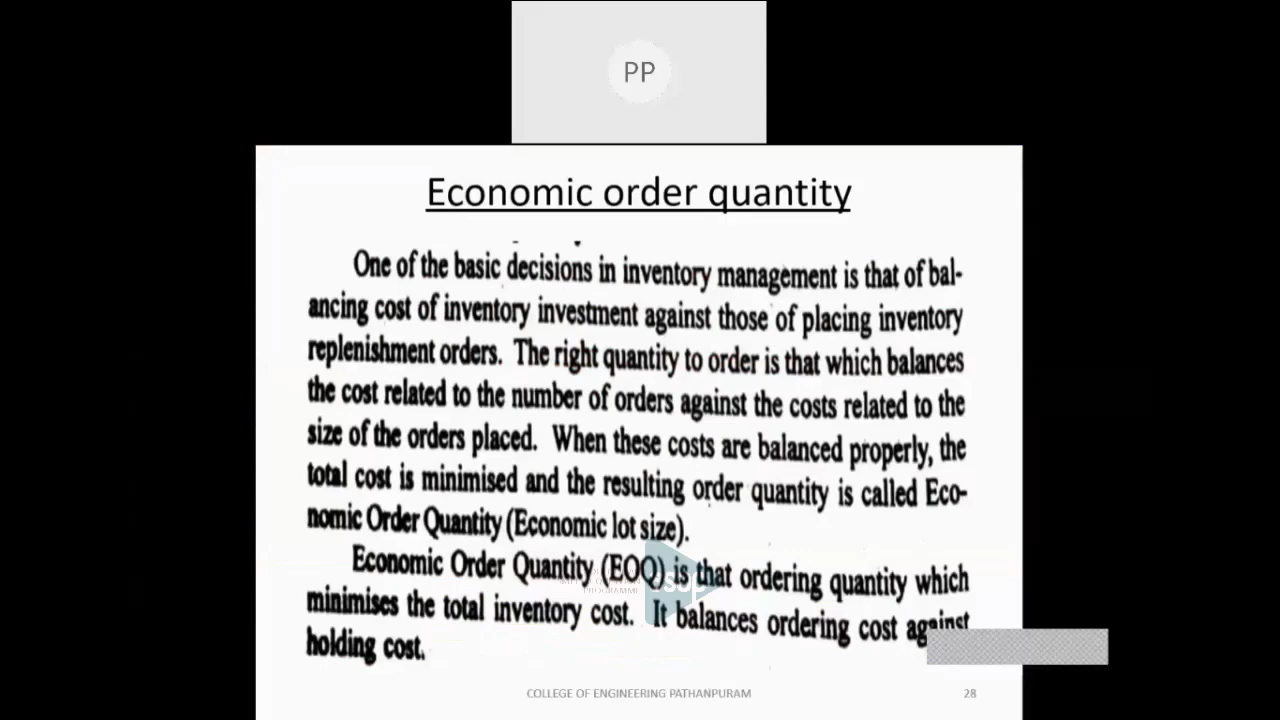 PP
Economic order quantity
One of the basic decisions in inventory management is that of bal-
ancing cost of inventory investment against those of placing inventory
replenishment orders. The right quantity to order is that which balances
the cost related to the number of orders against the costs related to the
size of the orders placed. When these costs are balanced properly, the
total cost is minimised and the resulting order quantity is called Eco-
nomic Order Quantity (Economic lot size).
Economic Order Quantity (EOQ) is that ordering quantity which
PROGRAMME
minimises the total inventory cost. It balances ordering cost against
holding cost.
COLLEGE OF ENGINEERING PATHANPURAM 28